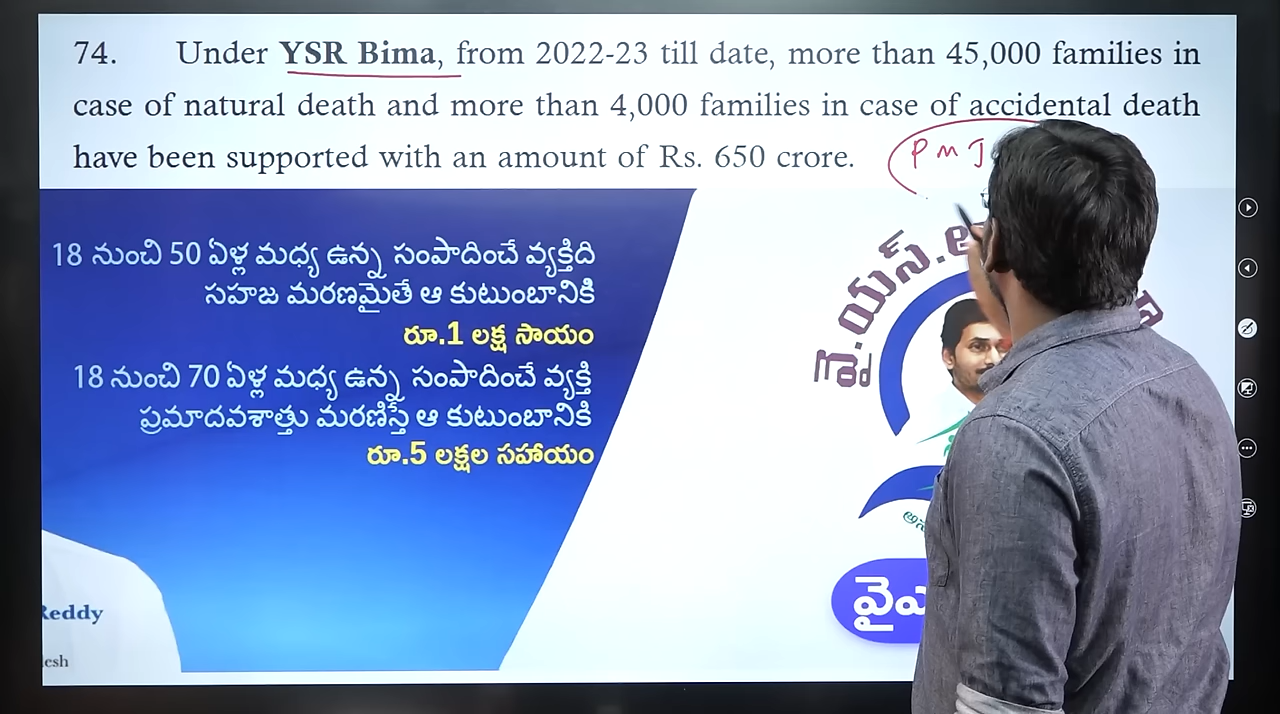 74. Under YSR Bima, from 2022-23 till date, more than 45,000 families in
case of natural death and more than 4,000 families in case of accidental death
have been supported with an amount of Rs. 650 crore.
PMJ
18 నుంచి 50 ఏళ్ల మధ్య ఉన్న సంపాదించే వ్యక్తిది
సహజ మరణమైతే ఆ కుటుంబానికి
రూ.1 లక్ష సాయం
18 నుంచి 70 ఏళ్ల మధ్య ఉన్న సంపాదించే వ్యక్తి
ప్రమాదవశాత్తు మరణిస్తే ఆ కుటుంబానికి
రూ.5 లక్షల సహాయం
వై.యస్.
Reddy